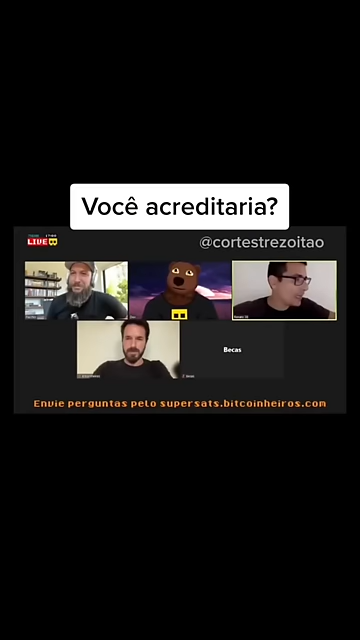 Você acreditaria?
LIVE
@cortestrezoitao
Becas
Envie perguntas pelo supersats.bitcoinheiros.com